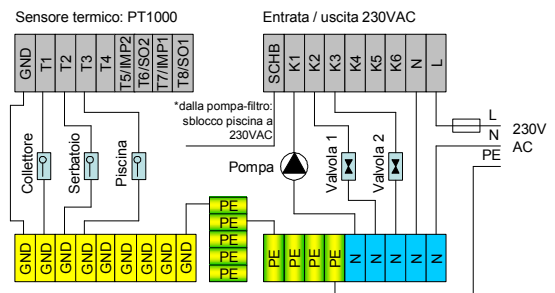 Sensore termico: PT1000
Entrata / uscita 230VAC
GND
T1
T2
T3
T4
T5/IMP2
T6/SO2
T7/IMP1
T8/SO1
SCHB
K1
K2
K3
K4
K5
K6
N
L
*dalla pompa-filtro:
sblocco piscina a
230VAC
Collettore
Serbatoio
Piscina
Pompa
Valvola 1
Valvola 2
L
N
PE
230V
AC
GND
GND
GND
GND
GND
GND
GND
GND
PE
PE
PE
PE
PE
PE
PE
PE
PE
N
N
N
N
N